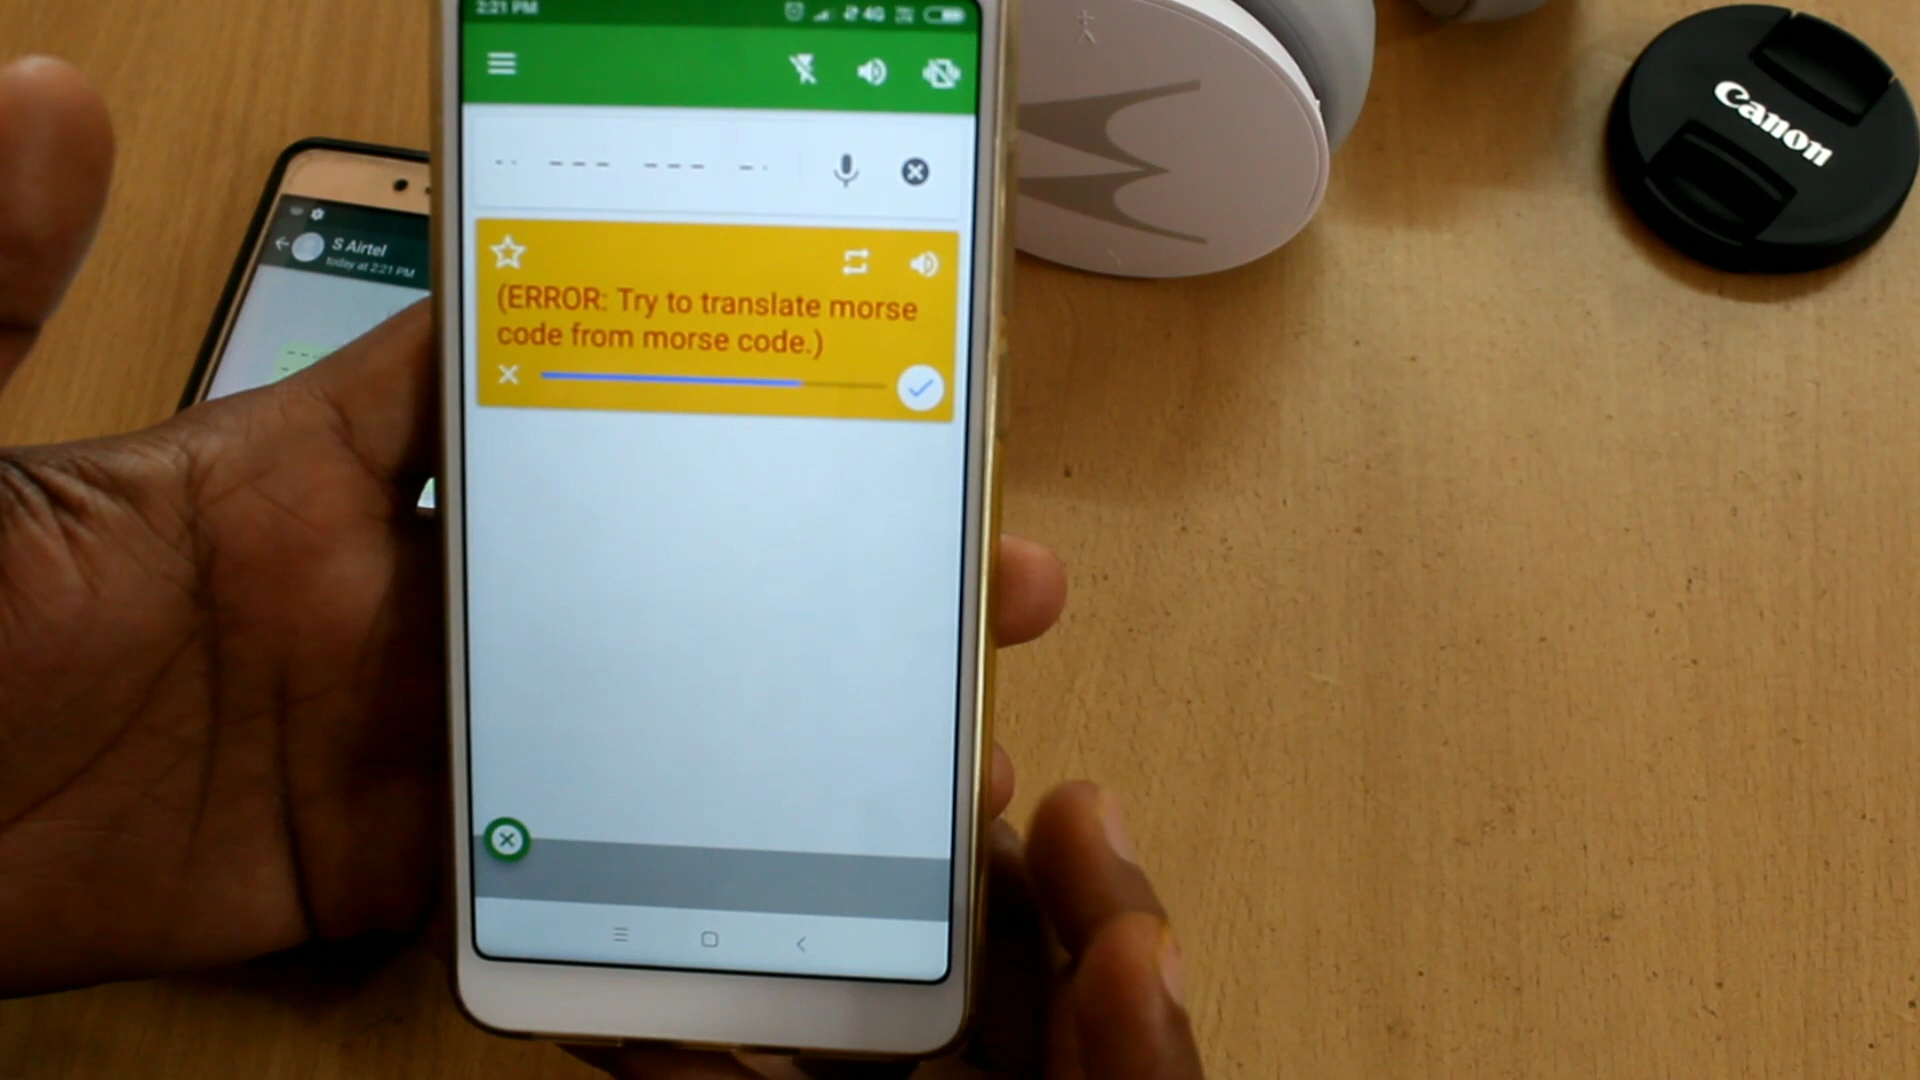 2:21 PM
4G
-· --- --- -·
(ERROR: Try to translate morse
code from morse code.)
S Airtel
today at 2:21 PM
Canon